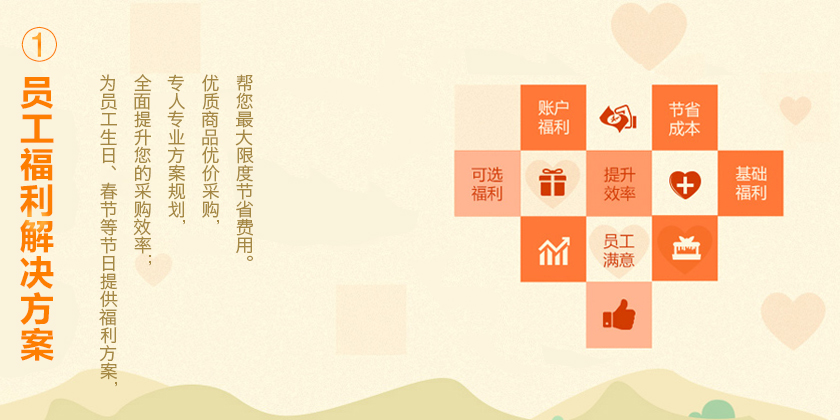 ①
员工福利解决方案
为员工生日、春节等节日提供福利方案，
全面提升您的采购效率；
专人专业方案规划，
优质商品优价采购，
帮您最大限度节省费用。
账户
福利
节省
成本
可选
福利
提升
效率
基础
福利
员工
满意